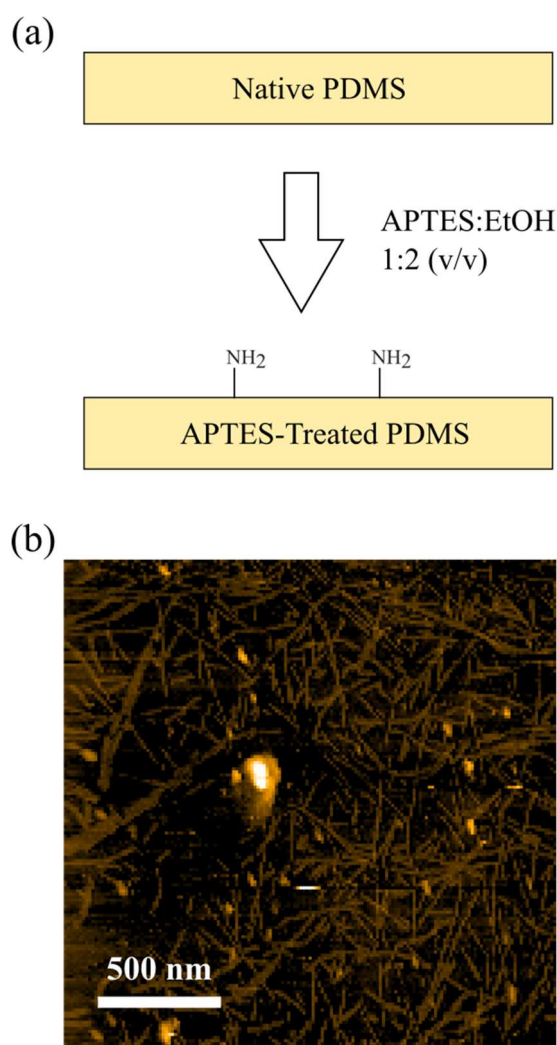 (a)
Native PDMS
APTES:EtOH
1:2 (v/v)
NH2 NH2
APTES-Treated PDMS
(b)
500 nm